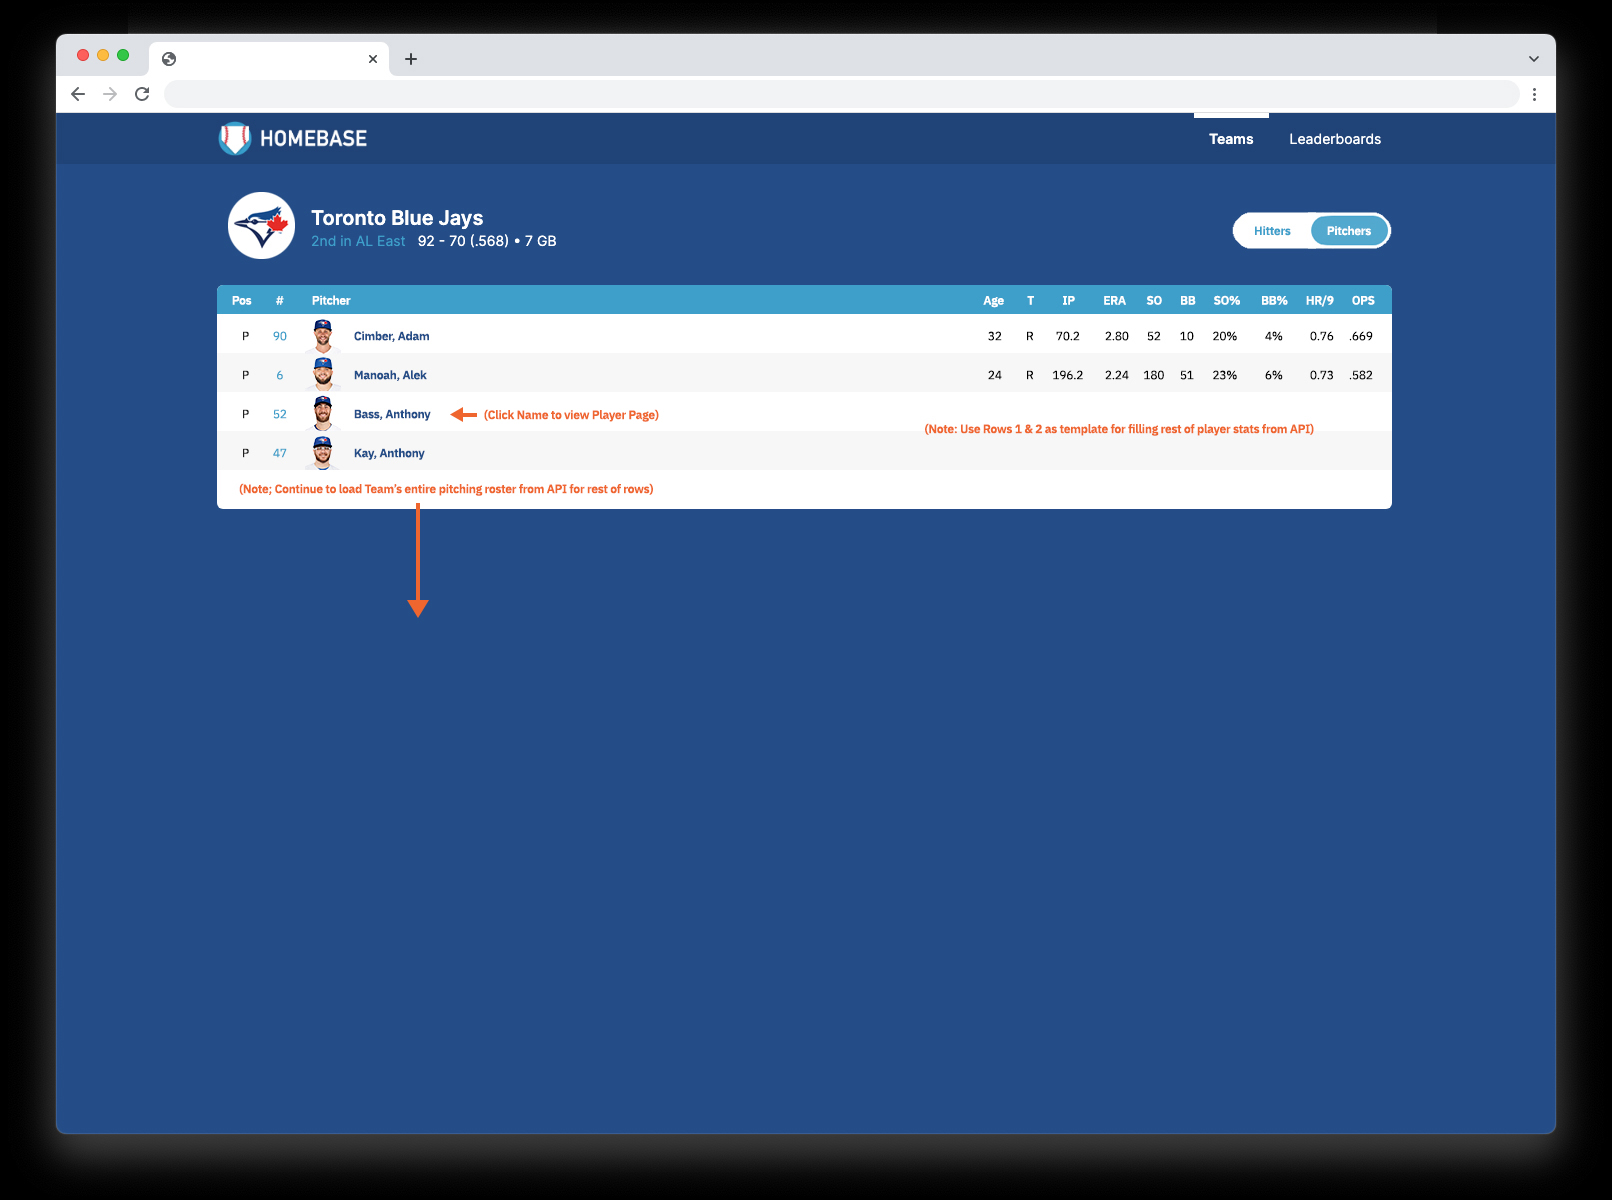 HOMEBASE
Teams Leaderboards
Toronto Blue Jays
2nd in AL East 92 - 70 (.568) • 7 GB
Hitters Pitchers
Pos # Pitcher Age T IP ERA SO BB SO% BB% HR/9 OPS
P 90 Cimber, Adam 32 R 70.2 2.80 52 10 20% 4% 0.76 .669
P 6 Manoah, Alek 24 R 196.2 2.24 180 51 23% 6% 0.73 .582
P 52 Bass, Anthony (Click Name to view Player Page)
(Note: Use Rows 1 & 2 as template for filling rest of player stats from API)
P 47 Kay, Anthony
(Note; Continue to load Team's entire pitching roster from API for rest of rows)